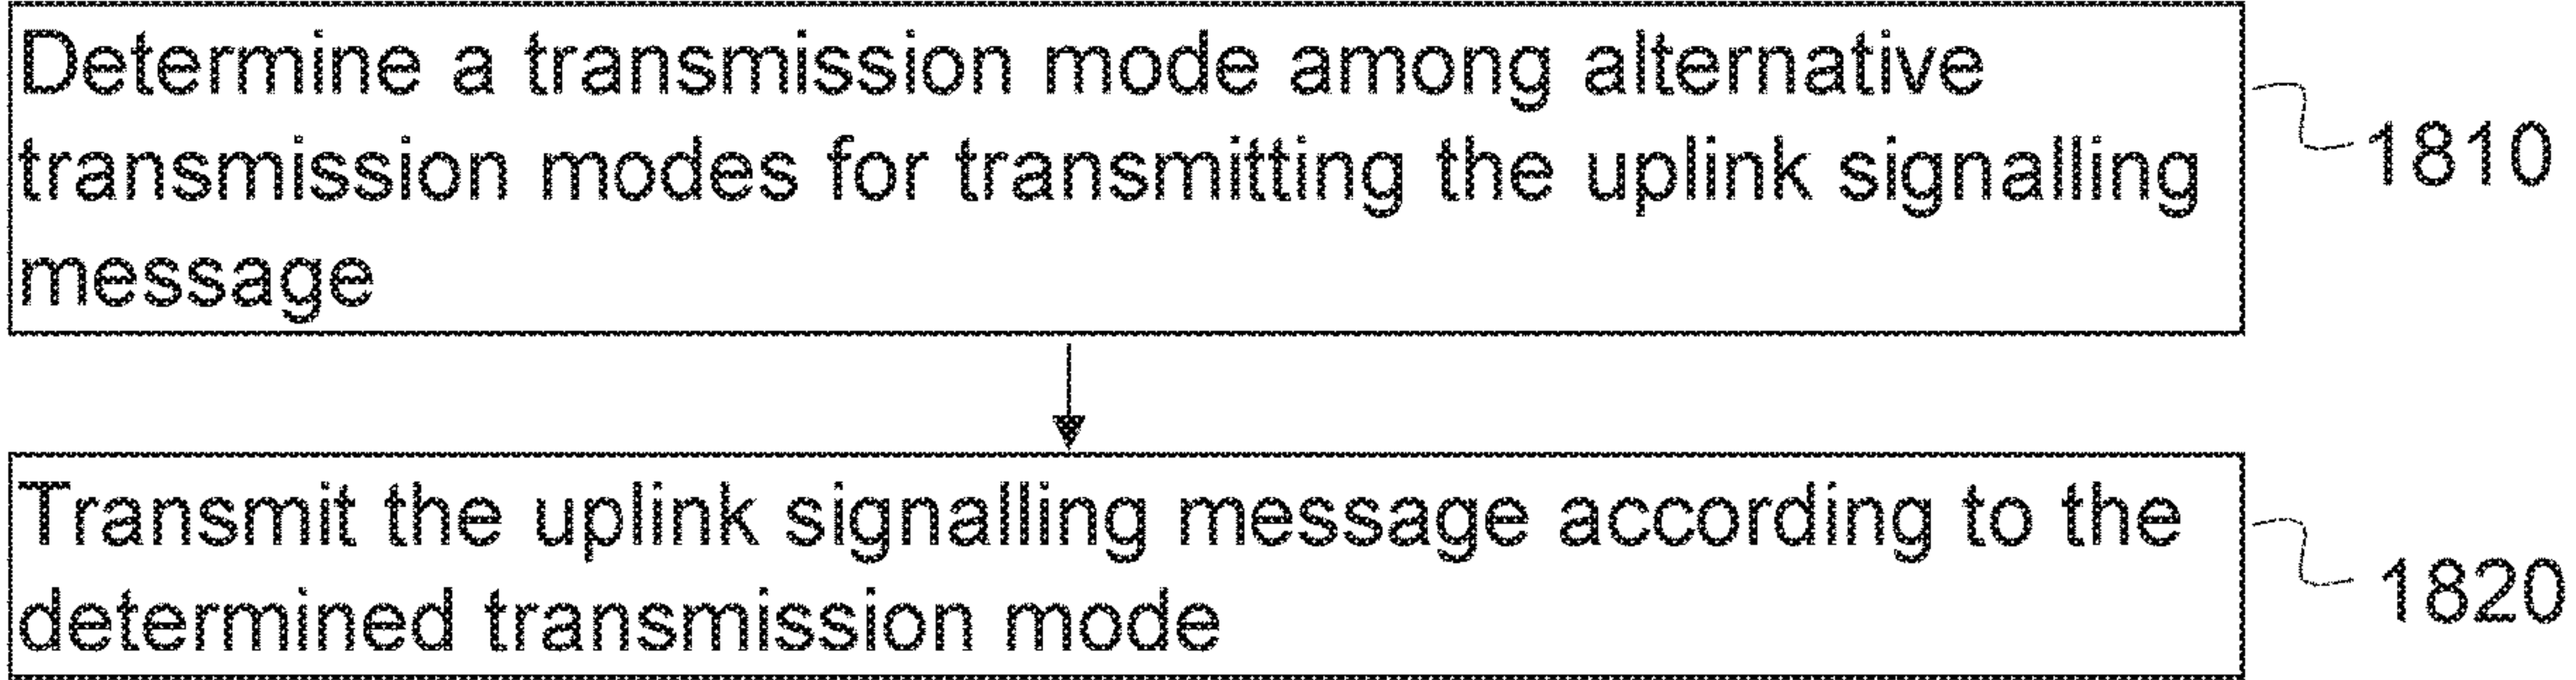 Determine a transmission mode among alternative
transmission modes for transmitting the uplink signalling
message
1810
Transmit the uplink signalling message according to the
determined transmission mode
1820